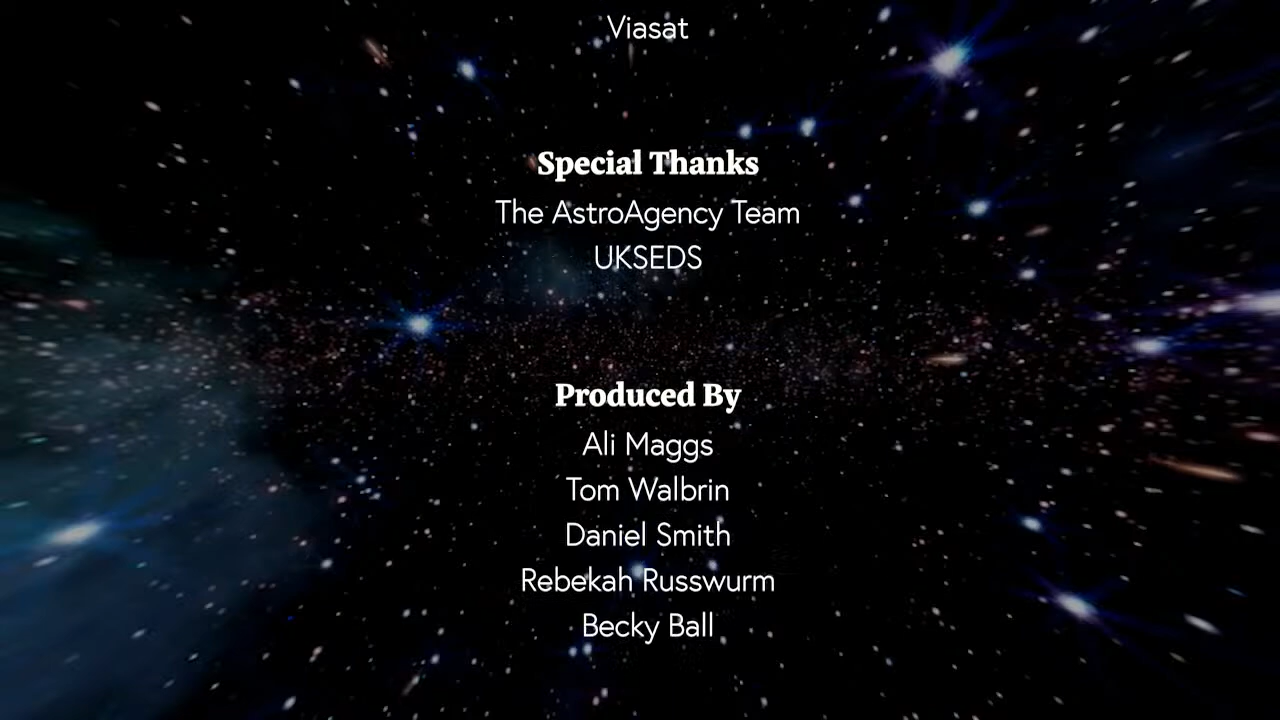 Viasat
Special Thanks
The AstroAgency Team
UKSEDS
Produced By
Ali Maggs
Tom Walbrin
Daniel Smith
Rebekah Russwurm
Becky Ball